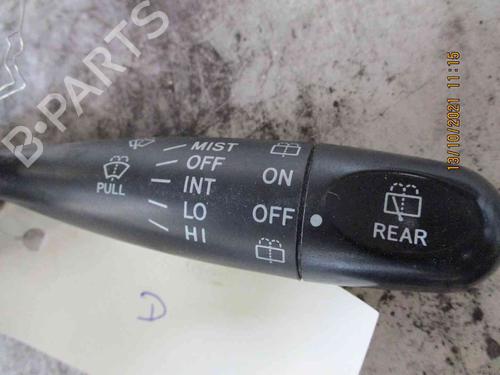 B-PARTS
13/10/2021 11:15
MIST
OFF
INT
LO
HI
PULL
ON
OFF
REAR
D